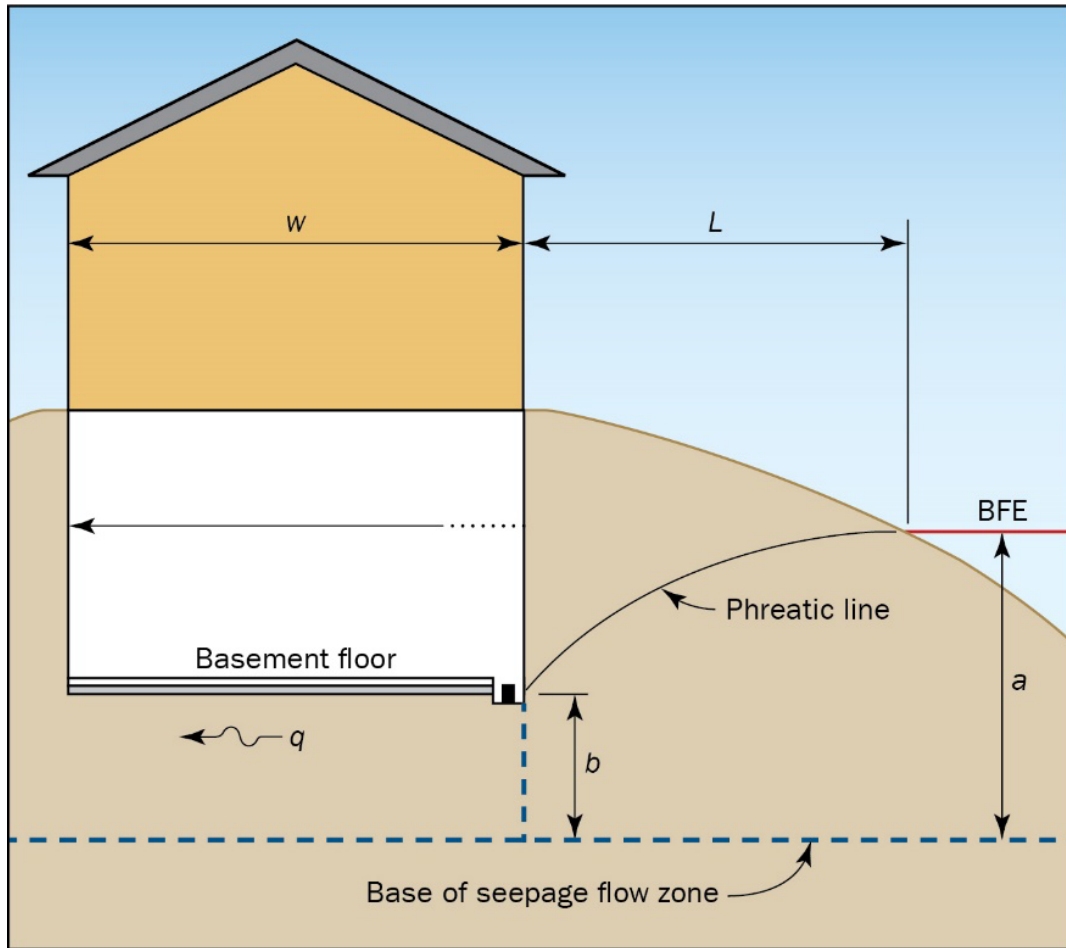 w
L
BFE
Phreatic line
a
Basement floor
q
b
Base of seepage flow zone